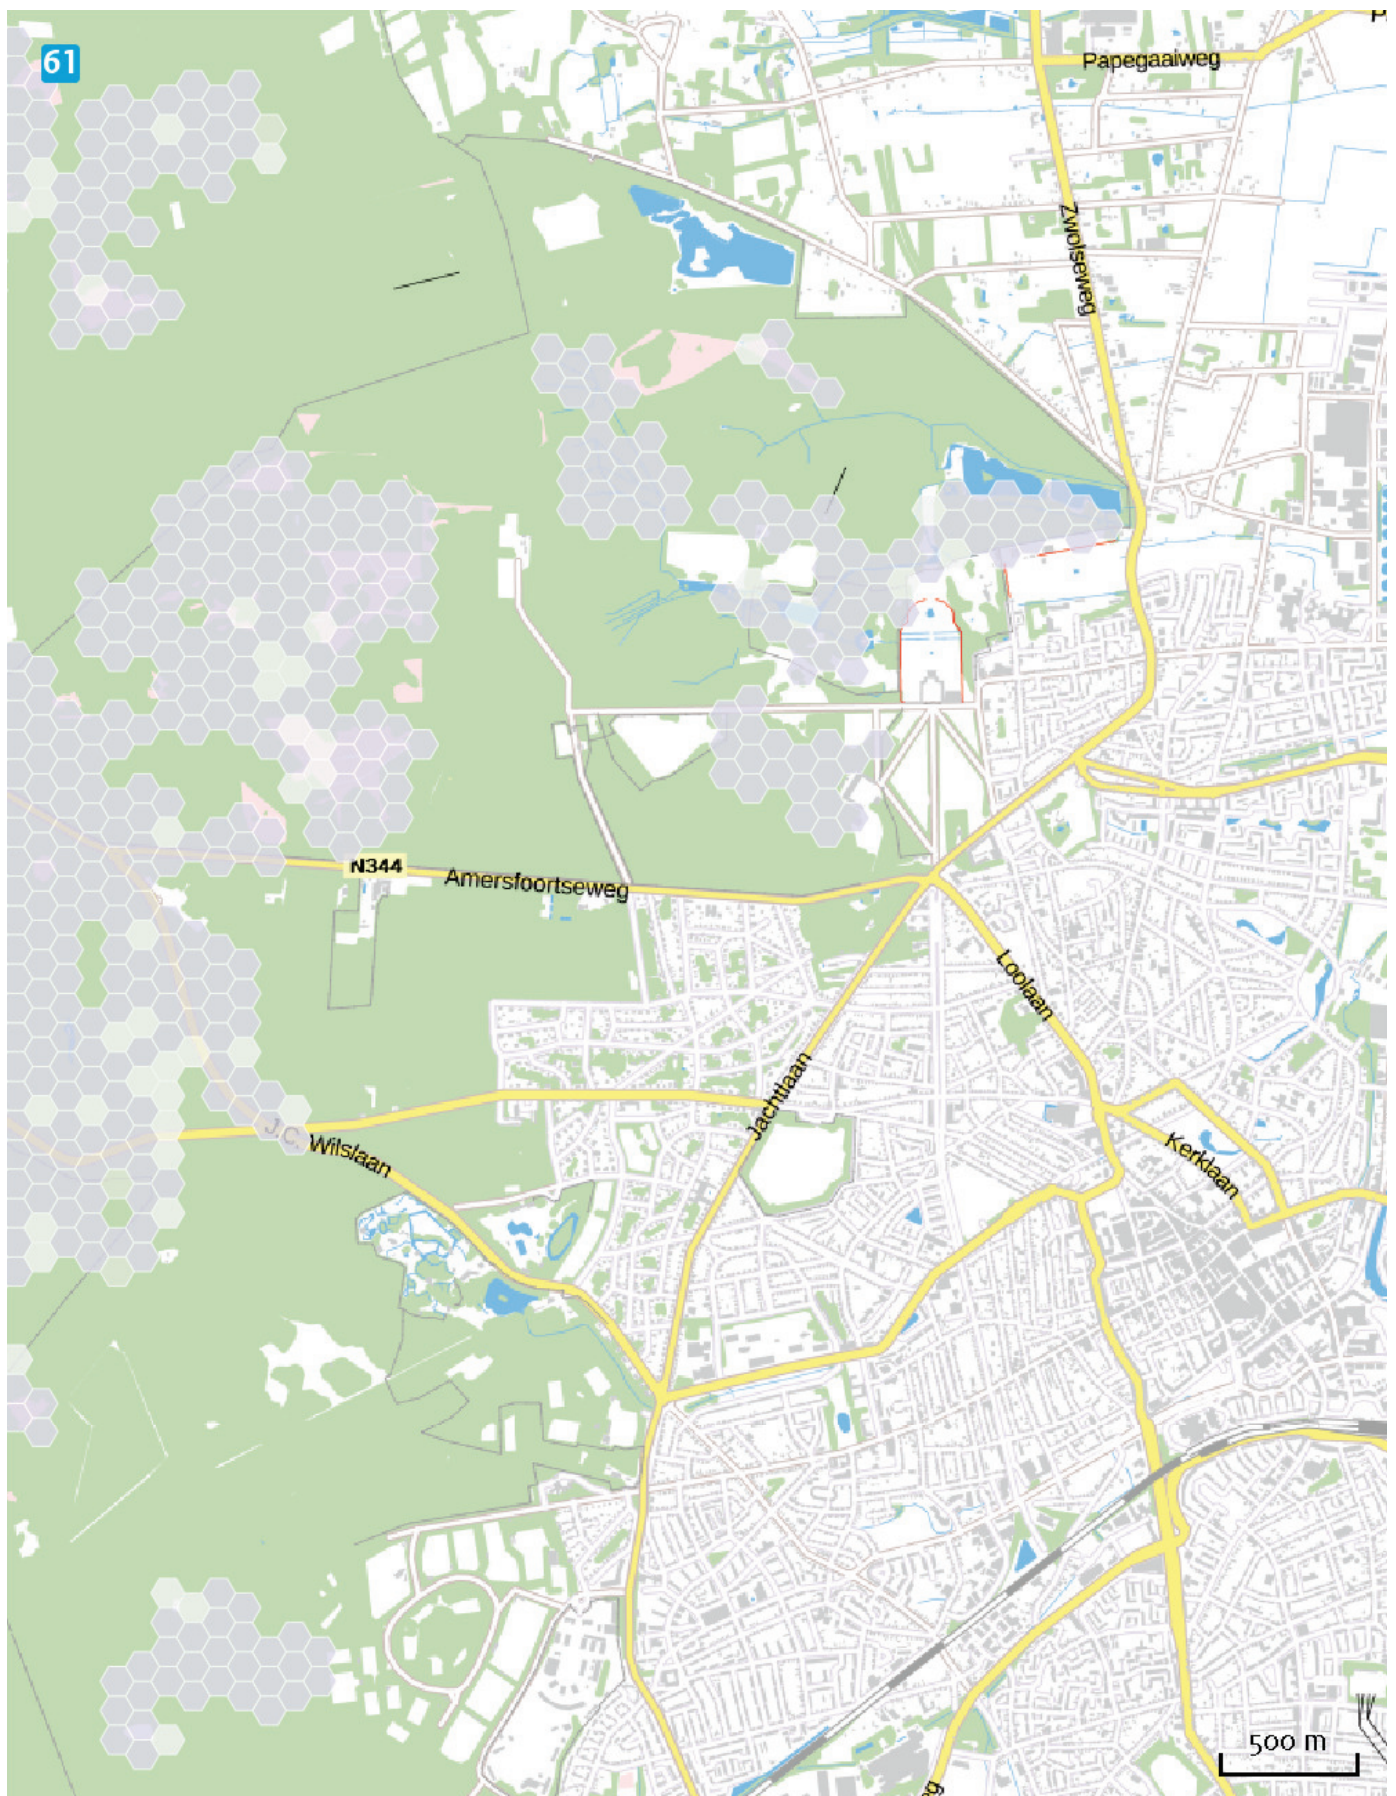 61
Papegaaiweg
Zwolseweg
N344
Amersfoortseweg
Loolaan
Jachtlaan
J.C. Wilslaan
Kerklaan
500 m